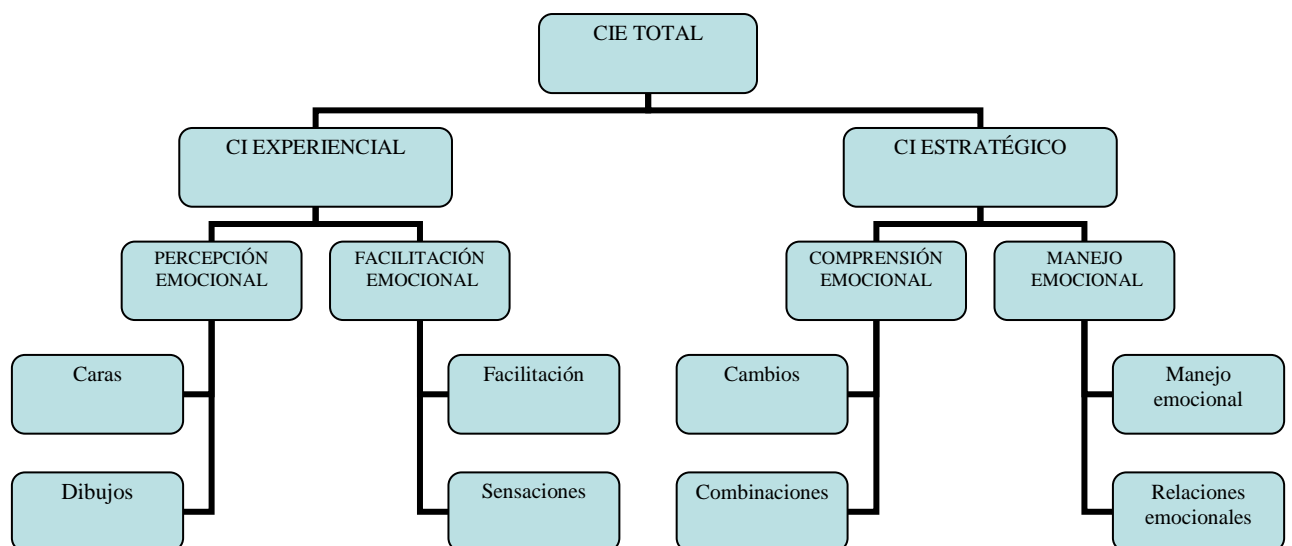 CIE TOTAL
CI EXPERIENCIAL
CI ESTRATÉGICO
PERCEPCIÓN
EMOCIONAL
FACILITACIÓN
EMOCIONAL
COMPRENSIÓN
EMOCIONAL
MANEJO
EMOCIONAL
Caras
Facilitación
Cambios
Manejo
emocional
Dibujos
Sensaciones
Combinaciones
Relaciones
emocionales